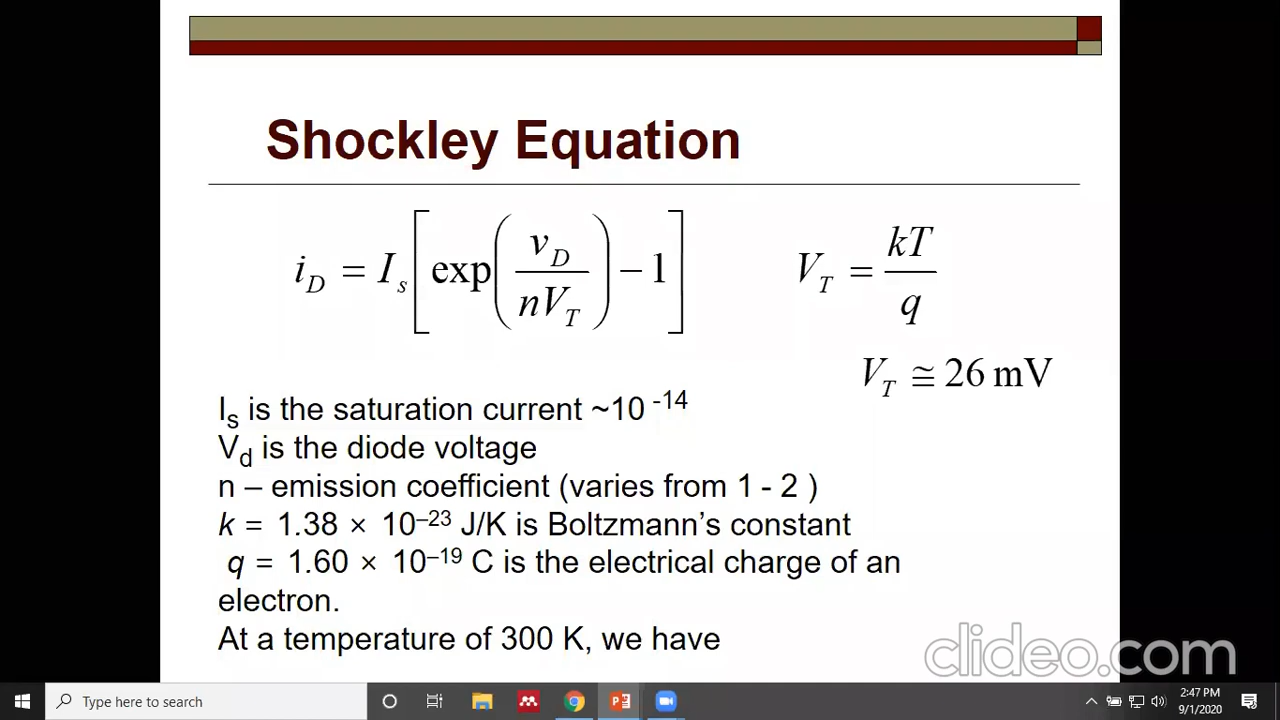 Shockley Equation
i_D = I_s [ exp( v_D / nV_T ) − 1 ]
V_T = kT / q
V_T ≅ 26 mV
I_s is the saturation current ~10 ^-14
V_d is the diode voltage
n – emission coefficient (varies from 1 - 2 )
k = 1.38 × 10^–23 J/K is Boltzmann’s constant
q = 1.60 × 10^–19 C is the electrical charge of an
electron.
At a temperature of 300 K, we have
clideo.com
Type here to search
2:47 PM
9/1/2020